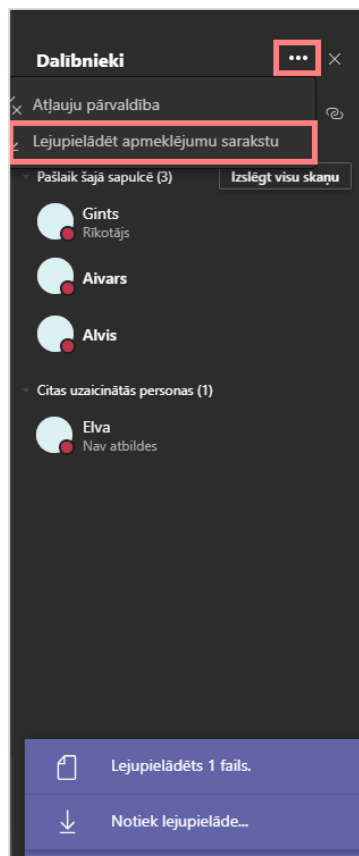 Dalībnieki
Atļauju pārvaldība
Lejupielādēt apmeklējumu sarakstu
Pašlaik šajā sapulcē (3)
Izslēgt visu skaņu
Gints
Rīkotājs
Aivars
Alvis
Citas uzaicinātās personas (1)
Elva
Nav atbildes
Lejupielādēts 1 fails.
Notiek lejupielāde...